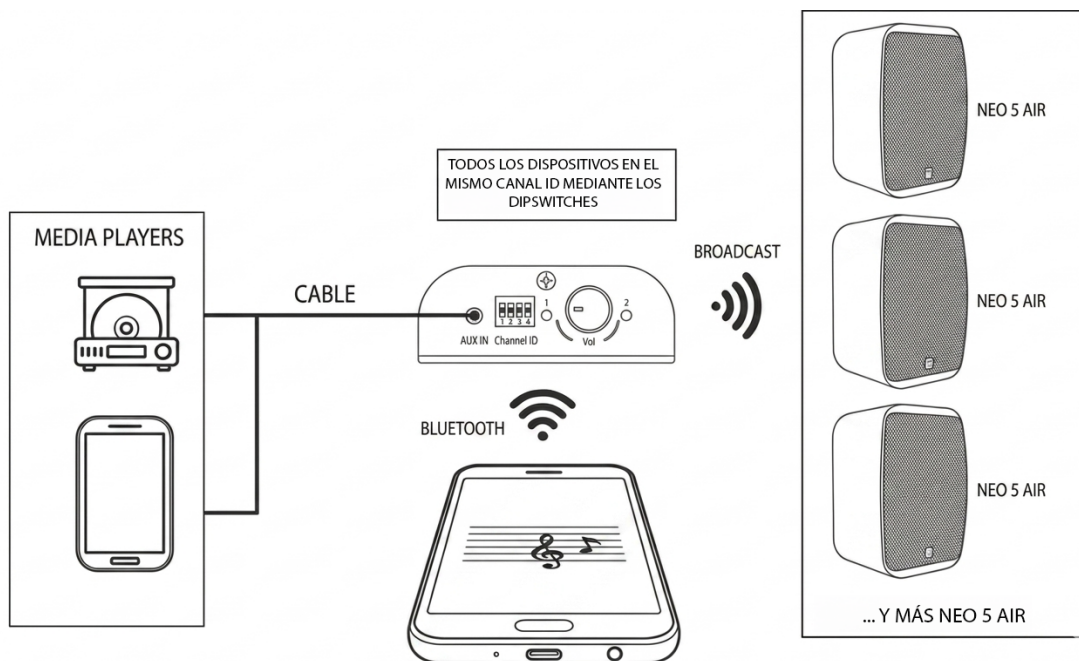 TODOS LOS DISPOSITIVOS EN EL
MISMO CANAL ID MEDIANTE LOS
DIPSWITCHES
MEDIA PLAYERS
CABLE
AUX IN
1 2 3 4
Channel ID
1
Vol
2
BROADCAST
BLUETOOTH
NEO 5 AIR
NEO 5 AIR
NEO 5 AIR
... Y MÁS NEO 5 AIR